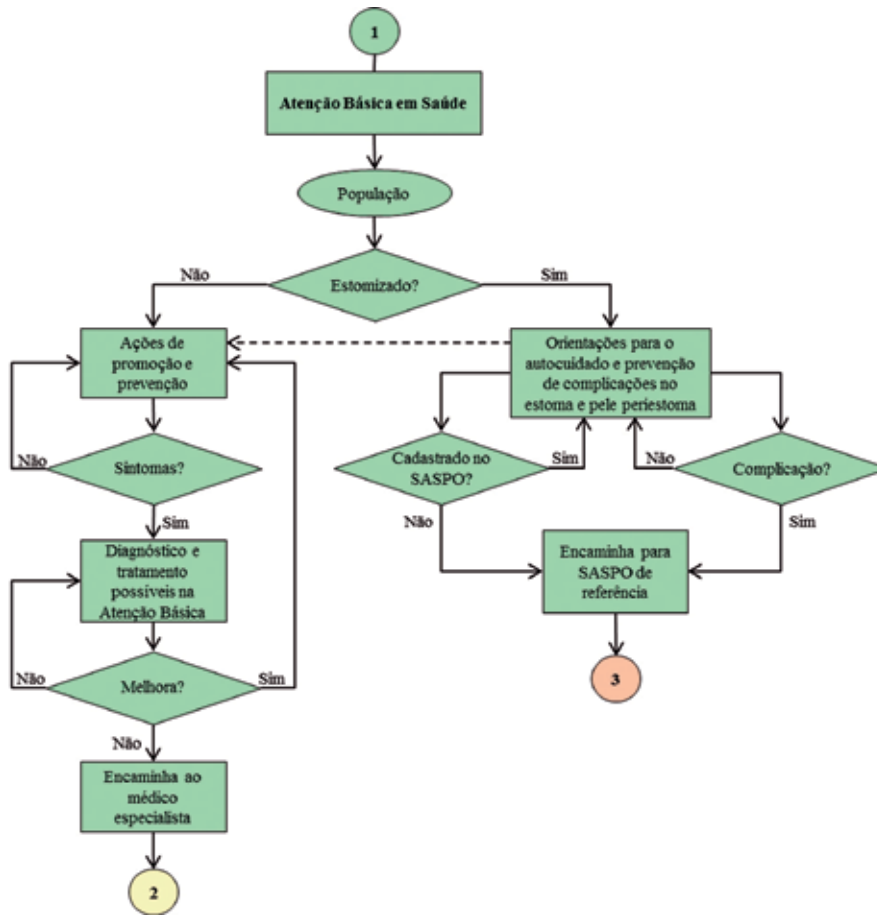 1
Atenção Básica em Saúde
População
Não
Estomizado?
Sim
Ações de
promoção e
prevenção
Orientações para o
autocuidado e prevenção
de complicações no
estoma e pele periestoma
Não
Sintomas?
Sim
Cadastrado no
SASPO?
Sim
Não
Não
Complicação?
Sim
Diagnóstico e
tratamento
possíveis na
Atenção Básica
Encaminha para
SASPO de
referência
Não
Melhora?
Sim
Não
3
Encaminha ao
médico
especialista
2